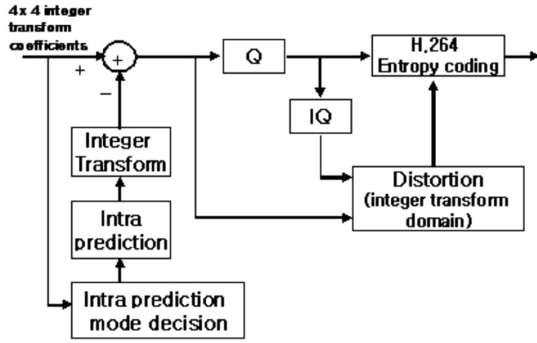 4x 4 integer
transform
coefficients
+
+
−
Q
H.264
Entropy coding
IQ
Integer
Transform
Distortion
(integer transform
domain)
Intra
prediction
Intra prediction
mode decision